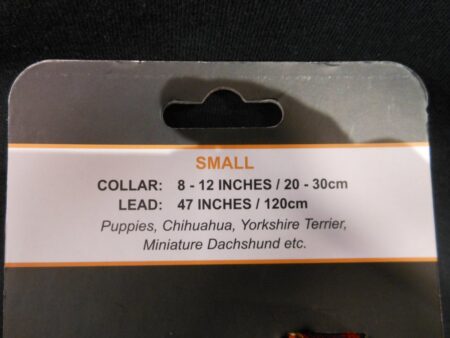 SMALL
COLLAR: 8 - 12 INCHES / 20 - 30cm
LEAD: 47 INCHES / 120cm
Puppies, Chihuahua, Yorkshire Terrier,
Miniature Dachshund etc.